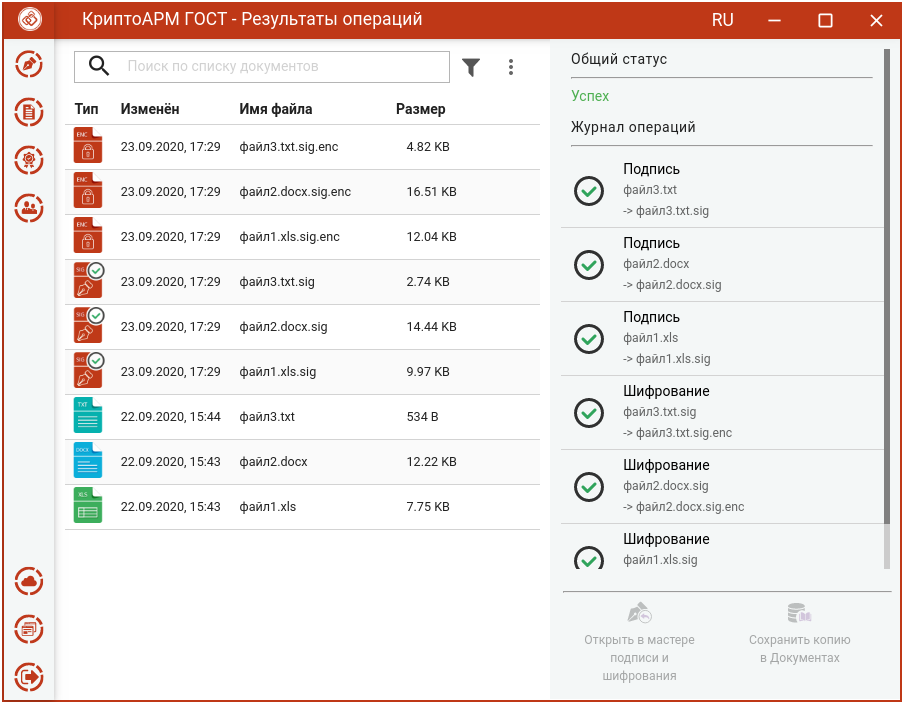 КриптоАРМ ГОСТ - Результаты операций
RU
Поиск по списку документов
Тип Изменён Имя файла Размер
ENC 23.09.2020, 17:29 файл3.txt.sig.enc 4.82 KB
ENC 23.09.2020, 17:29 файл2.docx.sig.enc 16.51 KB
ENC 23.09.2020, 17:29 файл1.xls.sig.enc 12.04 KB
SIG 23.09.2020, 17:29 файл3.txt.sig 2.74 KB
SIG 23.09.2020, 17:29 файл2.docx.sig 14.44 KB
SIG 23.09.2020, 17:29 файл1.xls.sig 9.97 KB
TXT 22.09.2020, 15:44 файл3.txt 534 B
DOCX 22.09.2020, 15:43 файл2.docx 12.22 KB
XLS 22.09.2020, 15:43 файл1.xls 7.75 KB
Общий статус
Успех
Журнал операций
Подпись
файл3.txt
-> файл3.txt.sig
Подпись
файл2.docx
-> файл2.docx.sig
Подпись
файл1.xls
-> файл1.xls.sig
Шифрование
файл3.txt.sig
-> файл3.txt.sig.enc
Шифрование
файл2.docx.sig
-> файл2.docx.sig.enc
Шифрование
файл1.xls.sig
Открыть в мастере
подписи и
шифрования
Сохранить копию
в Документах